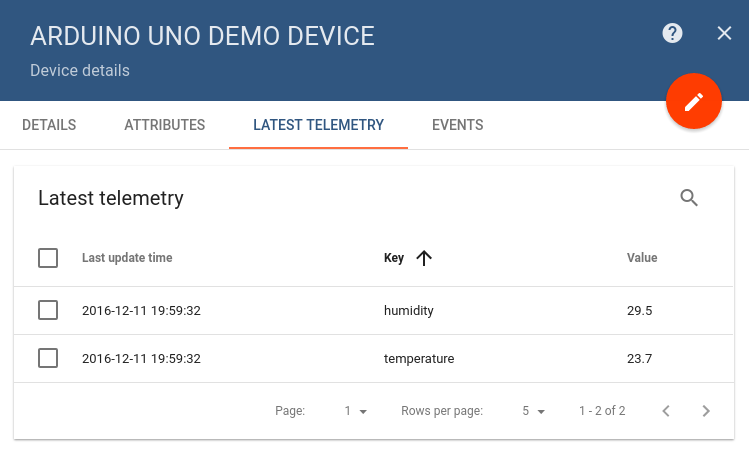 ARDUINO UNO DEMO DEVICE
Device details
DETAILS ATTRIBUTES LATEST TELEMETRY EVENTS
Latest telemetry
Last update time Key Value
2016-12-11 19:59:32 humidity 29.5
2016-12-11 19:59:32 temperature 23.7
Page: 1 Rows per page: 5 1 - 2 of 2